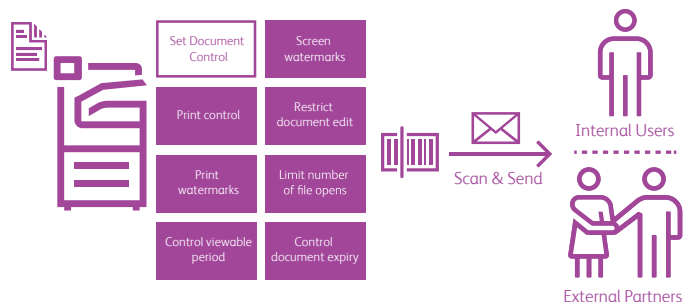 Set Document
Control
Screen
watermarks
Print control
Restrict
document edit
Print
watermarks
Limit number
of file opens
Control viewable
period
Control
document expiry
Scan & Send
Internal Users
External Partners